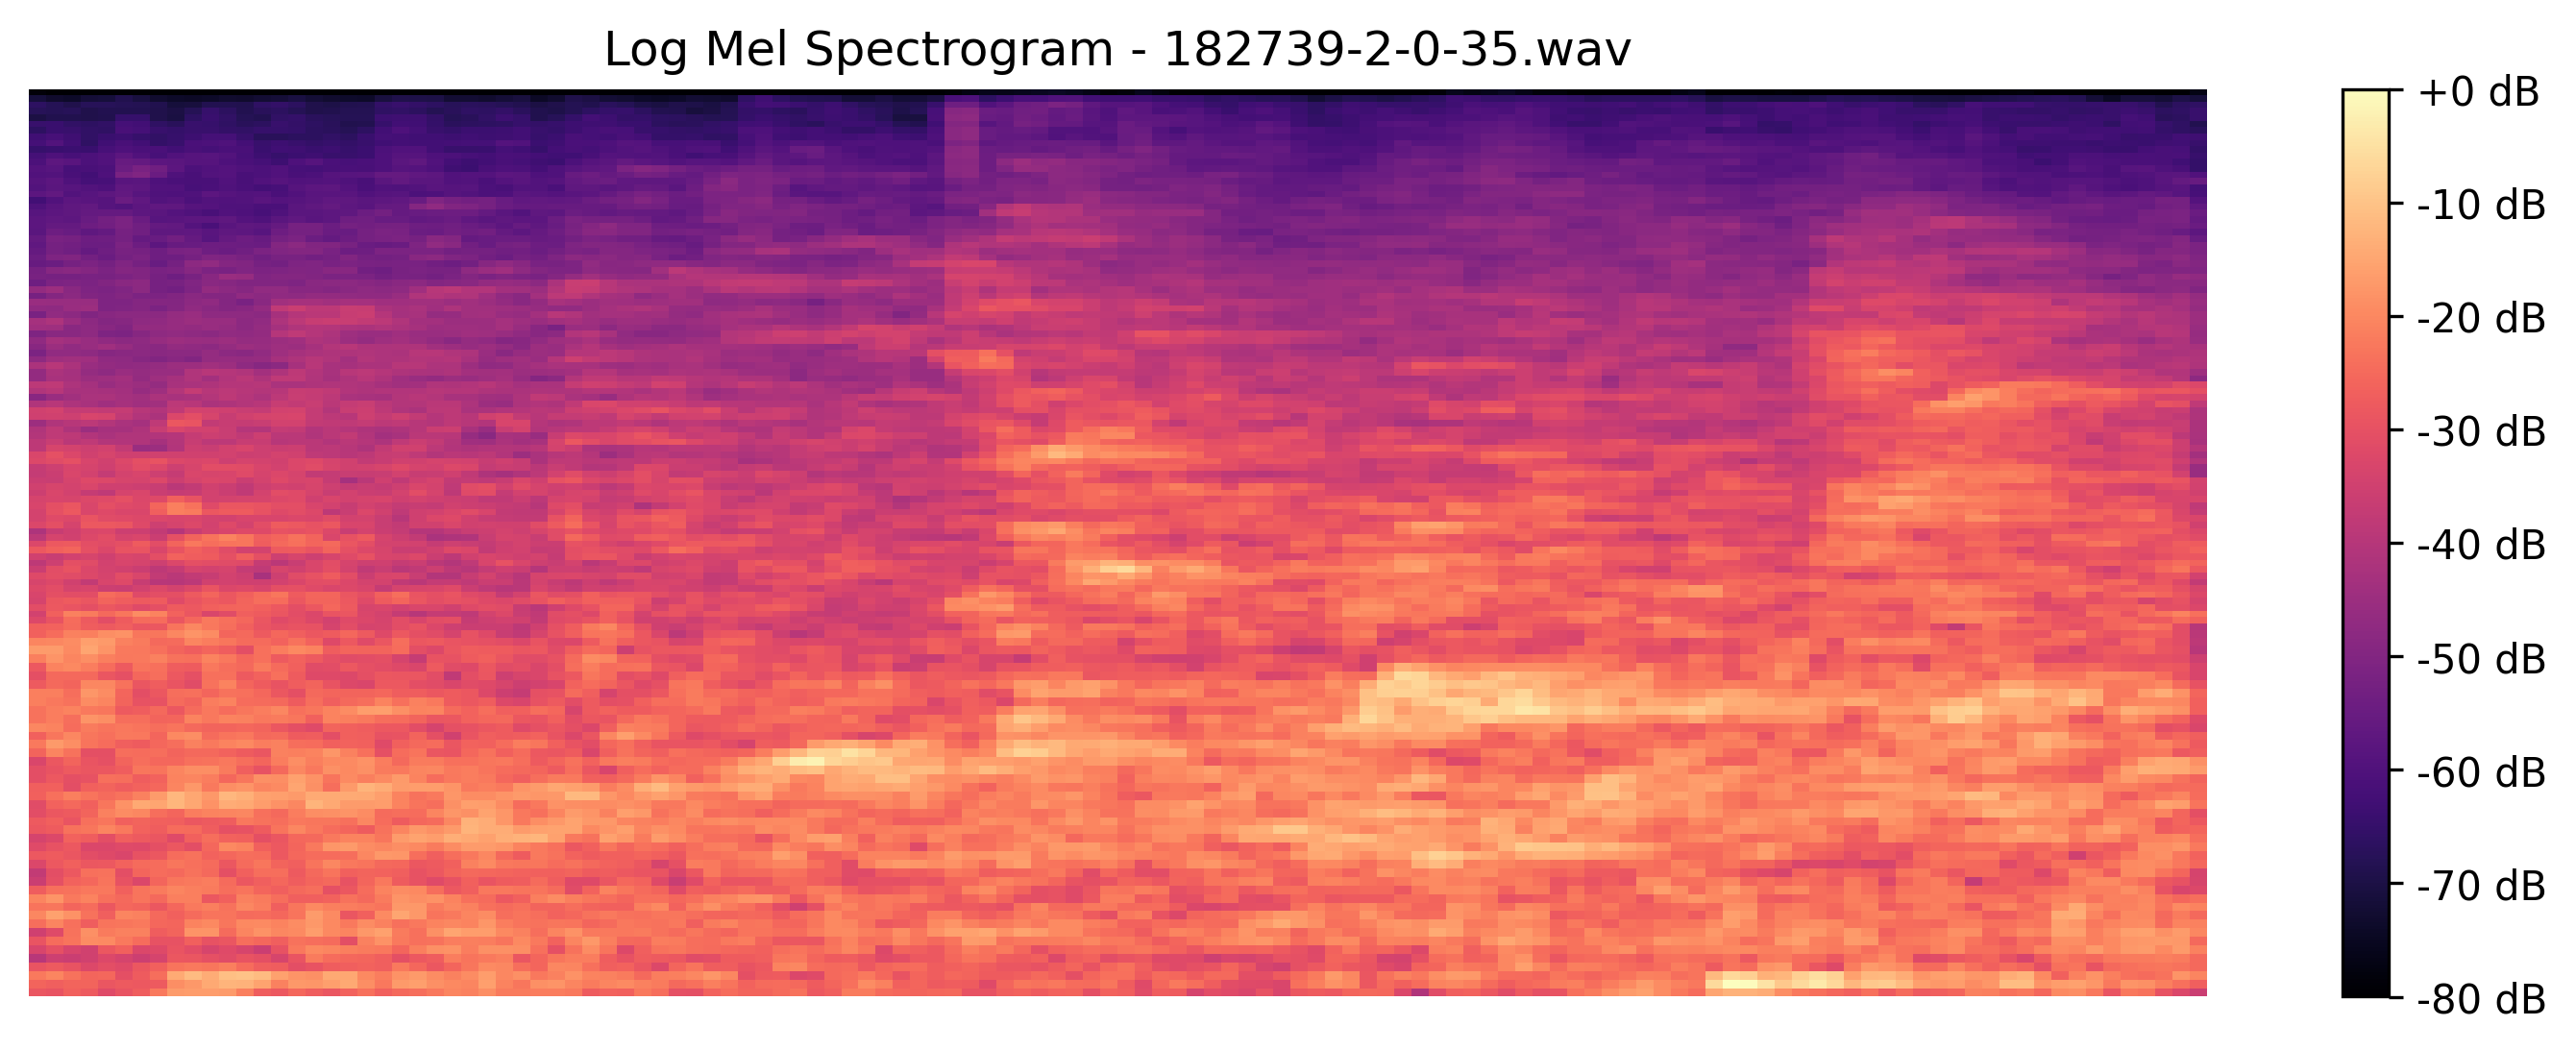 Log Mel Spectrogram - 182739-2-0-35.wav
+0 dB
-10 dB
-20 dB
-30 dB
-40 dB
-50 dB
-60 dB
-70 dB
-80 dB